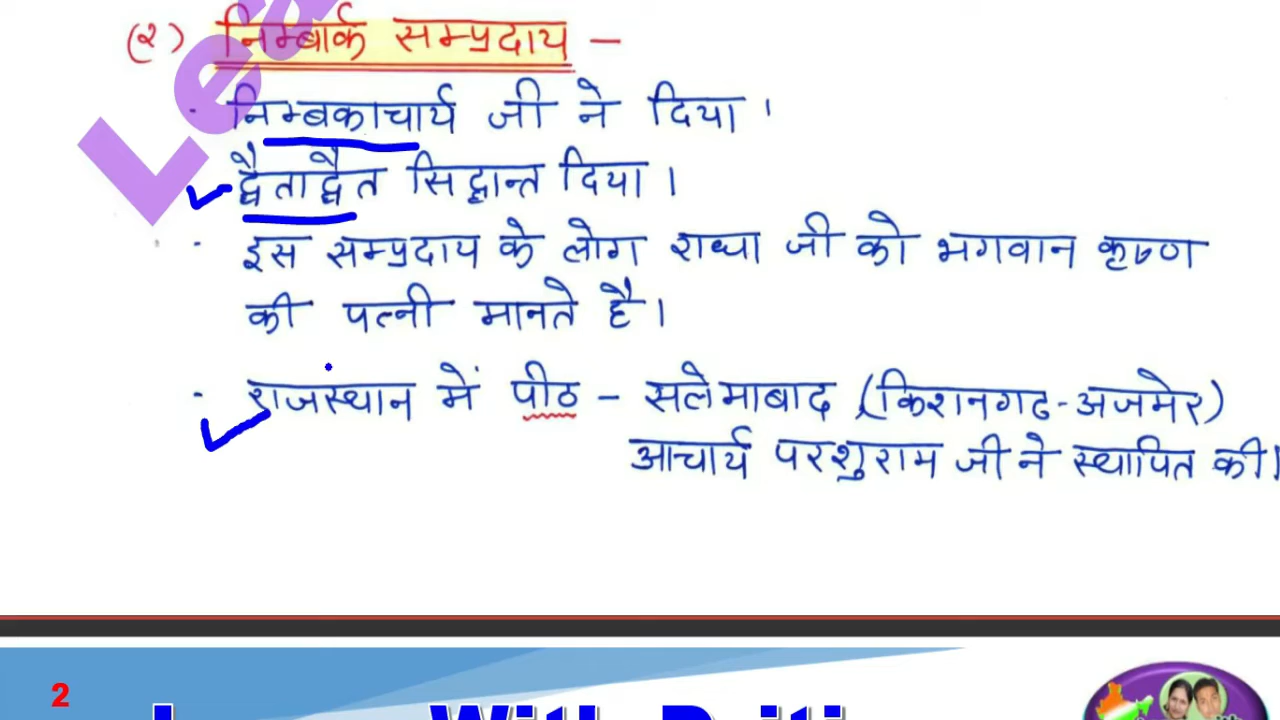 (२) निम्बार्क सम्प्रदाय –
· निम्बकाचार्य जी ने दिया ।
द्वैताद्वैत सिद्धान्त दिया ।
· इस सम्प्रदाय के लोग राधा जी को भगवान कृष्ण
की पत्नी मानते है ।
· राजस्थान में पीठ – सलेमाबाद (किशनगढ - अजमेर)
आचार्य परशुराम जी ने स्थापित की ।
2